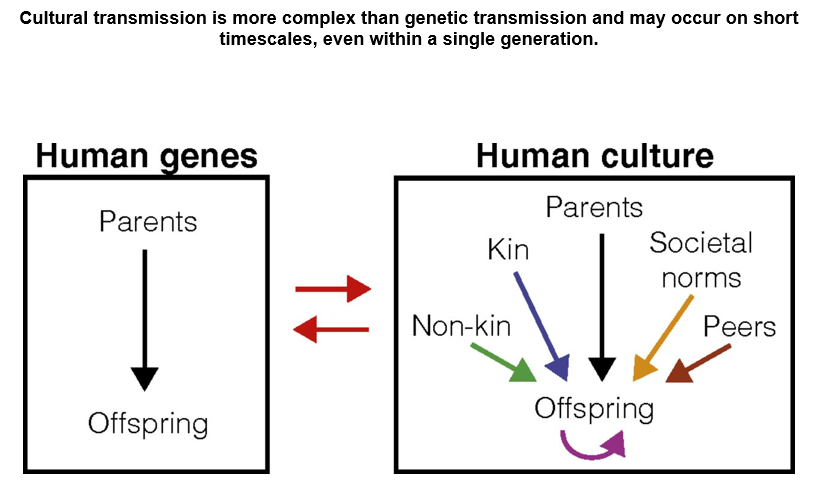 Cultural transmission is more complex than genetic transmission and may occur on short
timescales, even within a single generation.
Human genes
Parents
Offspring
Human culture
Parents
Kin
Societal
norms
Non-kin
Peers
Offspring